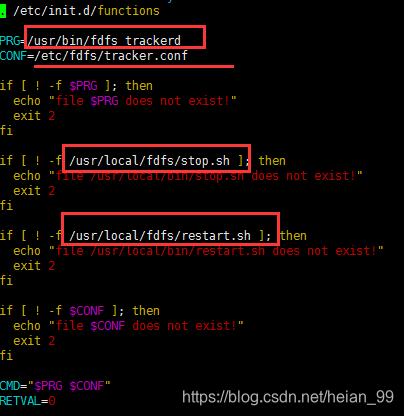 . /etc/init.d/functions
PRG=/usr/bin/fdfs_trackerd
CONF=/etc/fdfs/tracker.conf
if [ ! -f $PRG ]; then
echo "file $PRG does not exist!"
exit 2
fi
if [ ! -f /usr/local/fdfs/stop.sh ]; then
echo "file /usr/local/bin/stop.sh does not exist!"
exit 2
fi
if [ ! -f /usr/local/fdfs/restart.sh ]; then
echo "file /usr/local/bin/restart.sh does not exist!"
exit 2
fi
if [ ! -f $CONF ]; then
echo "file $CONF does not exist!"
exit 2
fi
CMD="$PRG $CONF"
RETVAL=0
https://blog.csdn.net/heian_99